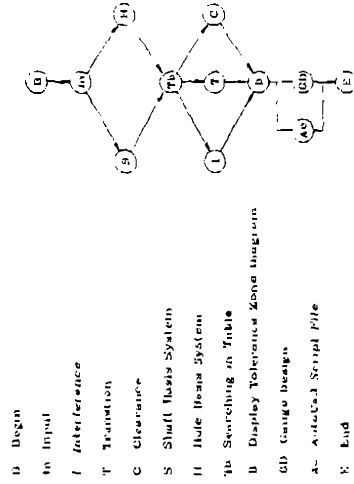 B Begin
In Input
I Interference
T Transition
C Clearance
S Shaft Basis System
H Hole Basis System
Tb Searching in Table
D Display Tolerance Zone Diagram
GD Gauge Design
Ac AutoCad Script File
E End
B
In
H
S
Tb
C
T
I
D
GD
Ac
E